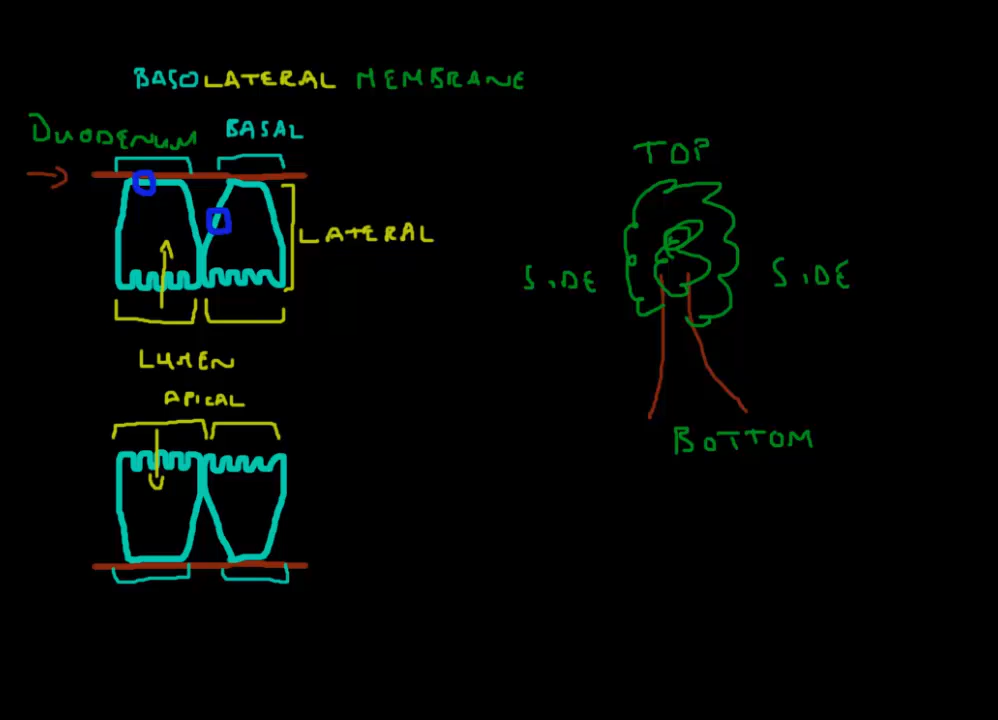 BASOLATERAL MEMBRANE
DUODENUM
BASAL
LATERAL
LUMEN
APICAL
TOP
SIDE
SIDE
BOTTOM